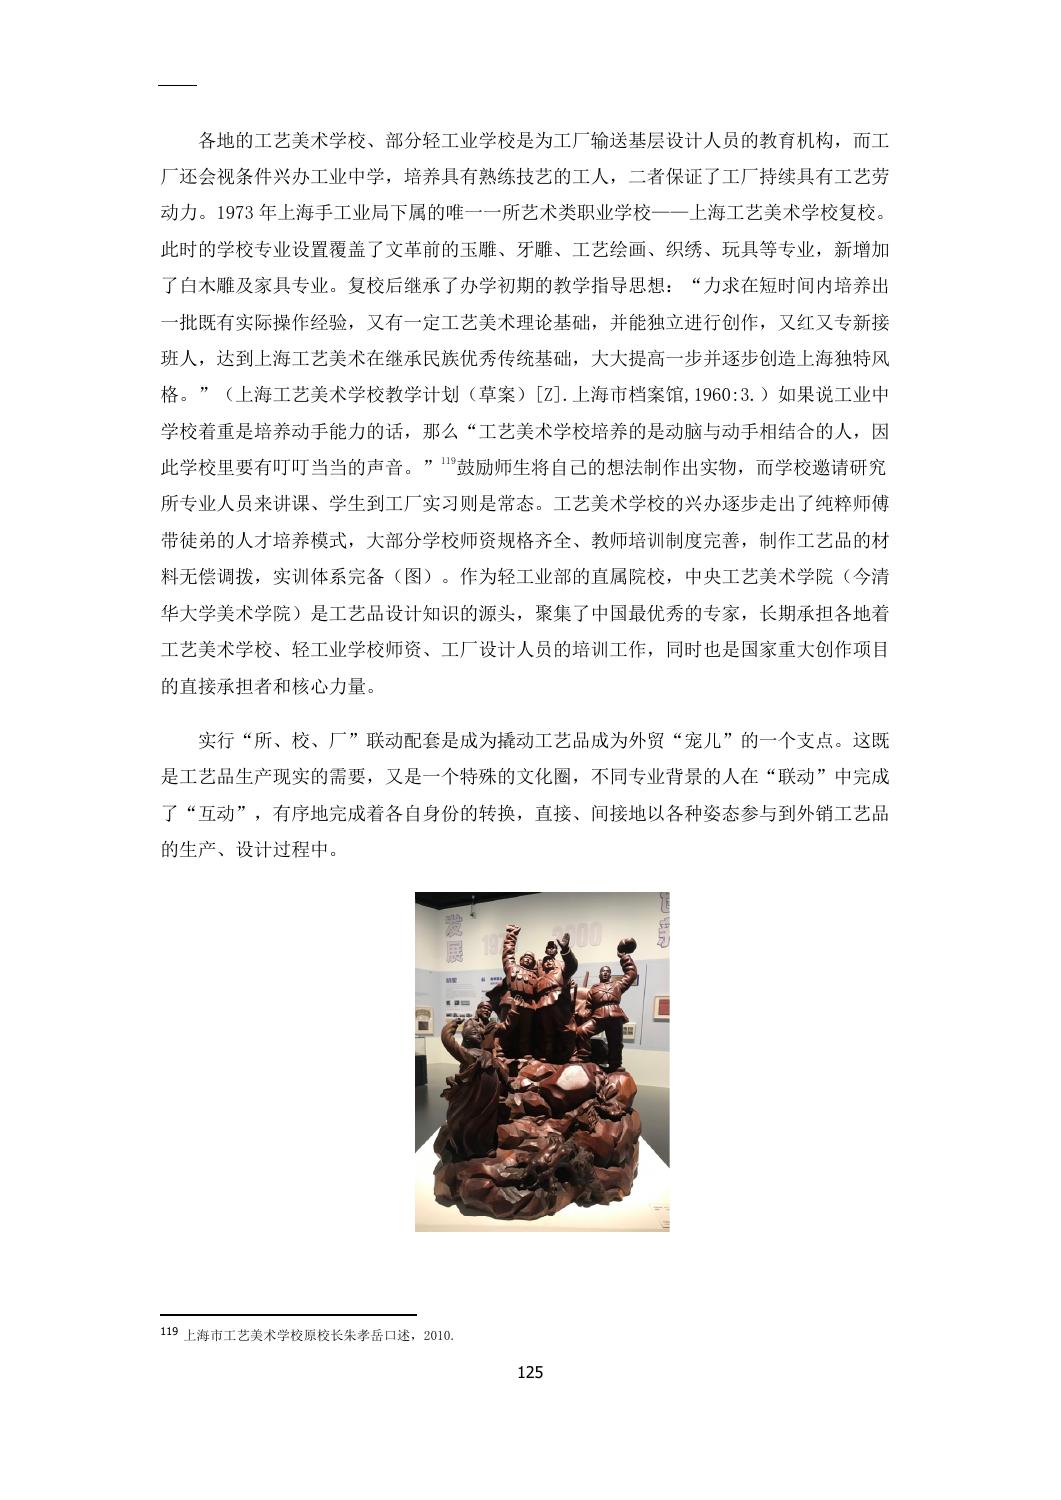 各地的工艺美术学校、部分轻工业学校是为工厂输送基层设计人员的教育机构，而工
厂还会视条件兴办工业中学，培养具有熟练技艺的工人，二者保证了工厂持续具有工艺劳
动力。1973 年上海手工业局下属的唯一一所艺术类职业学校——上海工艺美术学校复校。
此时的学校专业设置覆盖了文革前的玉雕、牙雕、工艺绘画、织绣、玩具等专业，新增加
了白木雕及家具专业。复校后继承了办学初期的教学指导思想：“力求在短时间内培养出
一批既有实际操作经验，又有一定工艺美术理论基础，并能独立进行创作，又红又专新接
班人，达到上海工艺美术在继承民族优秀传统基础，大大提高一步并逐步创造上海独特风
格。”（上海工艺美术学校教学计划（草案）[Z].上海市档案馆,1960:3.）如果说工业中
学校着重是培养动手能力的话，那么“工艺美术学校培养的是动脑与动手相结合的人，因
此学校里要有叮叮当当的声音。”119鼓励师生将自己的想法制作出实物，而学校邀请研究
所专业人员来讲课、学生到工厂实习则是常态。工艺美术学校的兴办逐步走出了纯粹师傅
带徒弟的人才培养模式，大部分学校师资规格齐全、教师培训制度完善，制作工艺品的材
料无偿调拨，实训体系完备（图）。作为轻工业部的直属院校，中央工艺美术学院（今清
华大学美术学院）是工艺品设计知识的源头，聚集了中国最优秀的专家，长期承担各地着
工艺美术学校、轻工业学校师资、工厂设计人员的培训工作，同时也是国家重大创作项目
的直接承担者和核心力量。
实行“所、校、厂”联动配套是成为撬动工艺品成为外贸“宠儿”的一个支点。这既
是工艺品生产现实的需要，又是一个特殊的文化圈，不同专业背景的人在“联动”中完成
了“互动”，有序地完成着各自身份的转换，直接、间接地以各种姿态参与到外销工艺品
的生产、设计过程中。
发展
119 上海市工艺美术学校原校长朱孝岳口述，2010.
125